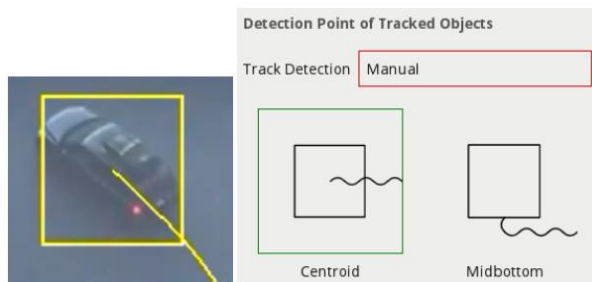 Detection Point of Tracked Objects
Track Detection Manual
Centroid Midbottom